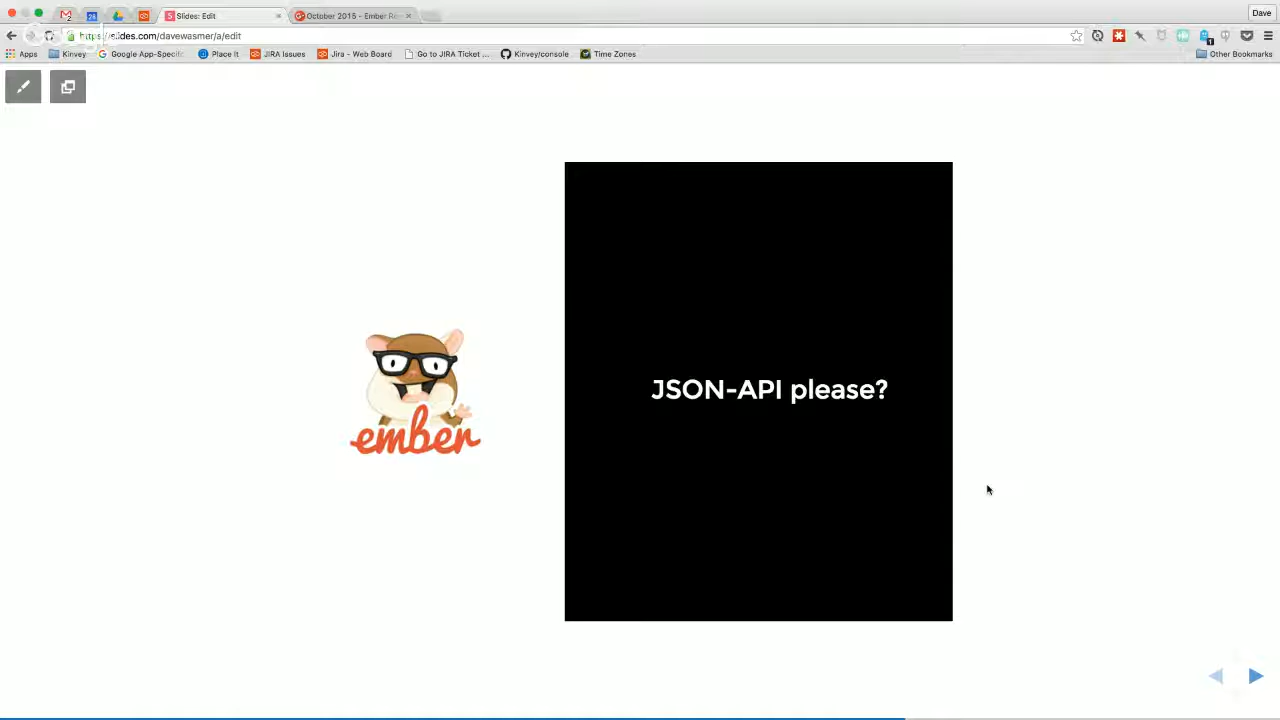 Slides: Edit
October 2015 - Ember
Dave
https://slides.com/davewasmer/a/edit
Apps
Kinvey
Google App-Specific
Place It
JIRA Issues
Jira - Web Board
Go to JIRA Ticket ...
Kinvey/console
Time Zones
Other Bookmarks
JSON-API please?
ember